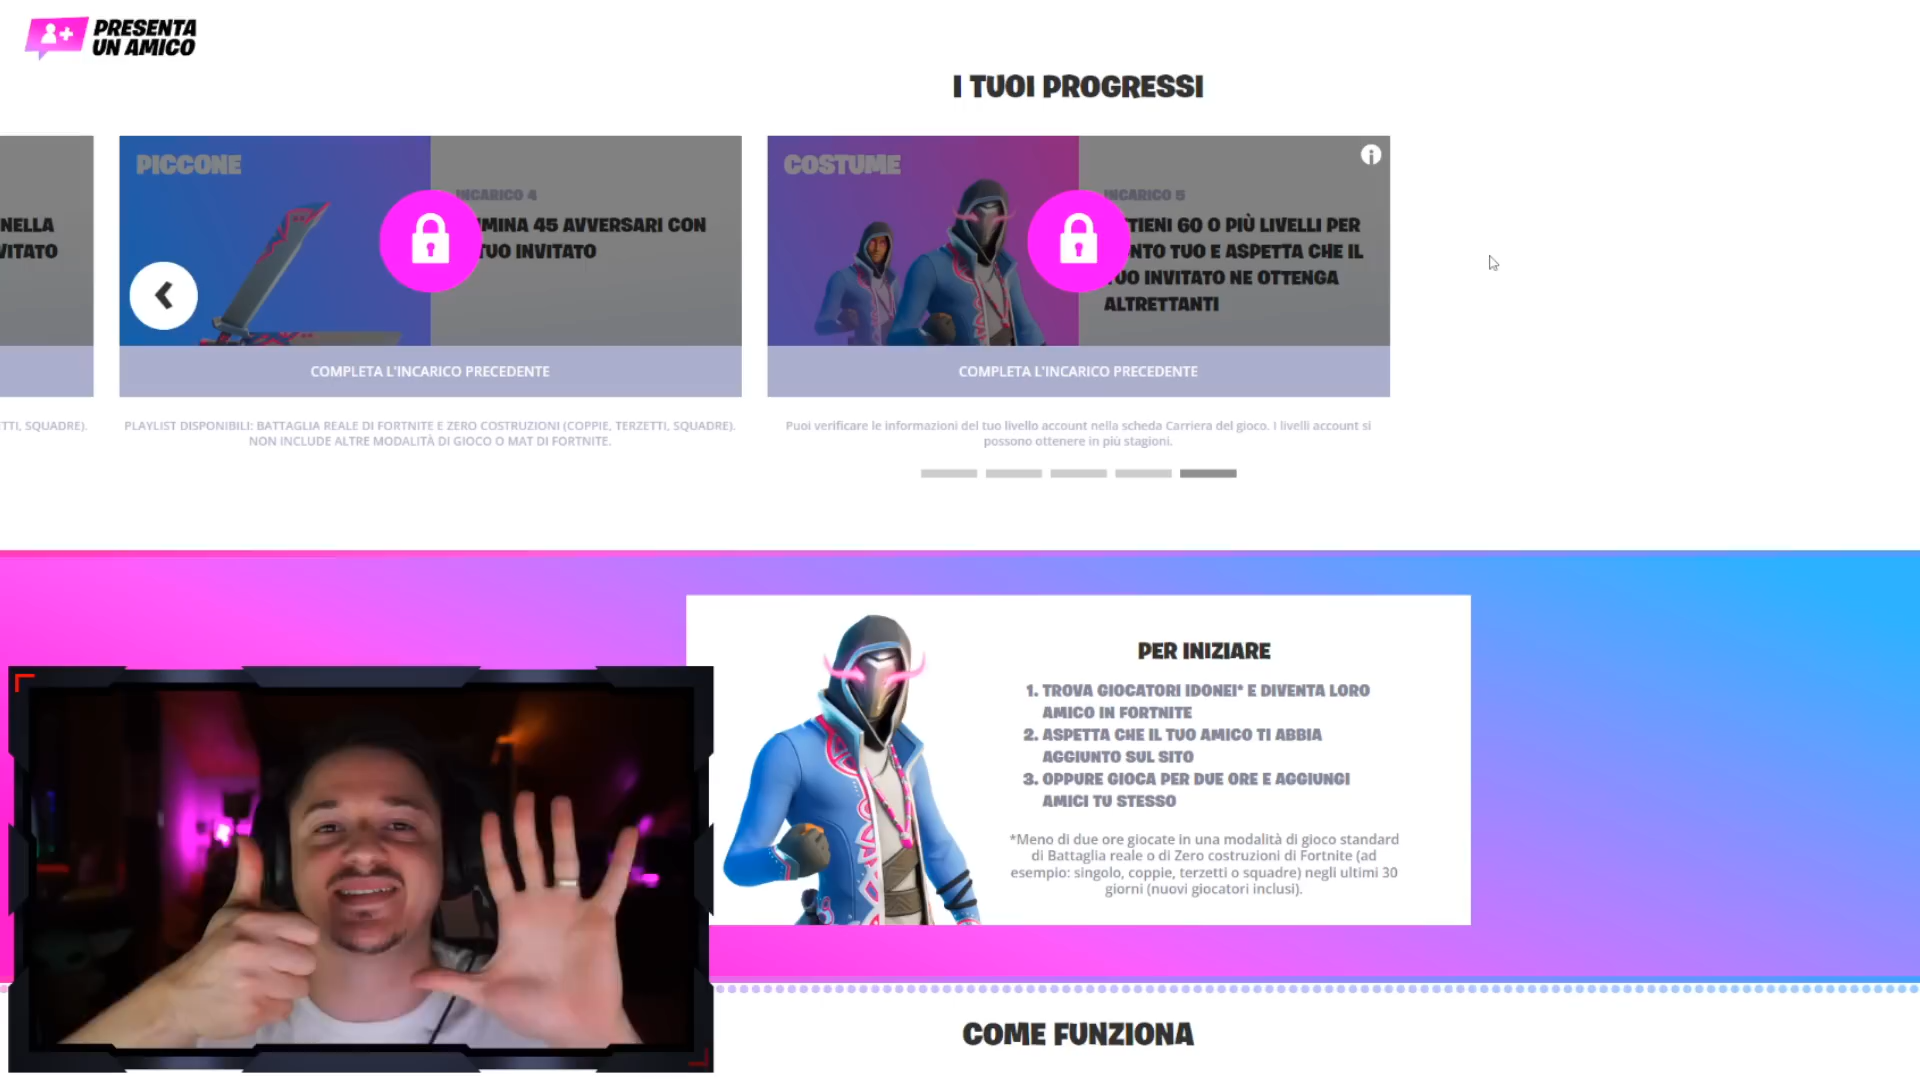 PRESENTA
UN AMICO
I TUOI PROGRESSI
NELLA
VITATO
TTI, SQUADRE).
PICCONE
INCARICO 4
MINA 45 AVVERSARI CON
TUO INVITATO
COMPLETA L'INCARICO PRECEDENTE
PLAYLIST DISPONIBILI: BATTAGLIA REALE DI FORTNITE E ZERO COSTRUZIONI (COPPIE, TERZETTI, SQUADRE).
NON INCLUDE ALTRE MODALITÀ DI GIOCO O MAT DI FORTNITE.
COSTUME
INCARICO 5
TIENI 60 O PIÙ LIVELLI PER
NTO TUO E ASPETTA CHE IL
TUO INVITATO NE OTTENGA
ALTRETTANTI
COMPLETA L'INCARICO PRECEDENTE
Puoi verificare le informazioni del tuo livello account nella scheda Carriera del gioco. I livelli account si
possono ottenere in più stagioni.
PER INIZIARE
1. TROVA GIOCATORI IDONEI* E DIVENTA LORO
AMICO IN FORTNITE
2. ASPETTA CHE IL TUO AMICO TI ABBIA
AGGIUNTO SUL SITO
3. OPPURE GIOCA PER DUE ORE E AGGIUNGI
AMICI TU STESSO
*Meno di due ore giocate in una modalità di gioco standard
di Battaglia reale o di Zero costruzioni di Fortnite (ad
esempio: singolo, coppie, terzetti o squadre) negli ultimi 30
giorni (nuovi giocatori inclusi).
COME FUNZIONA